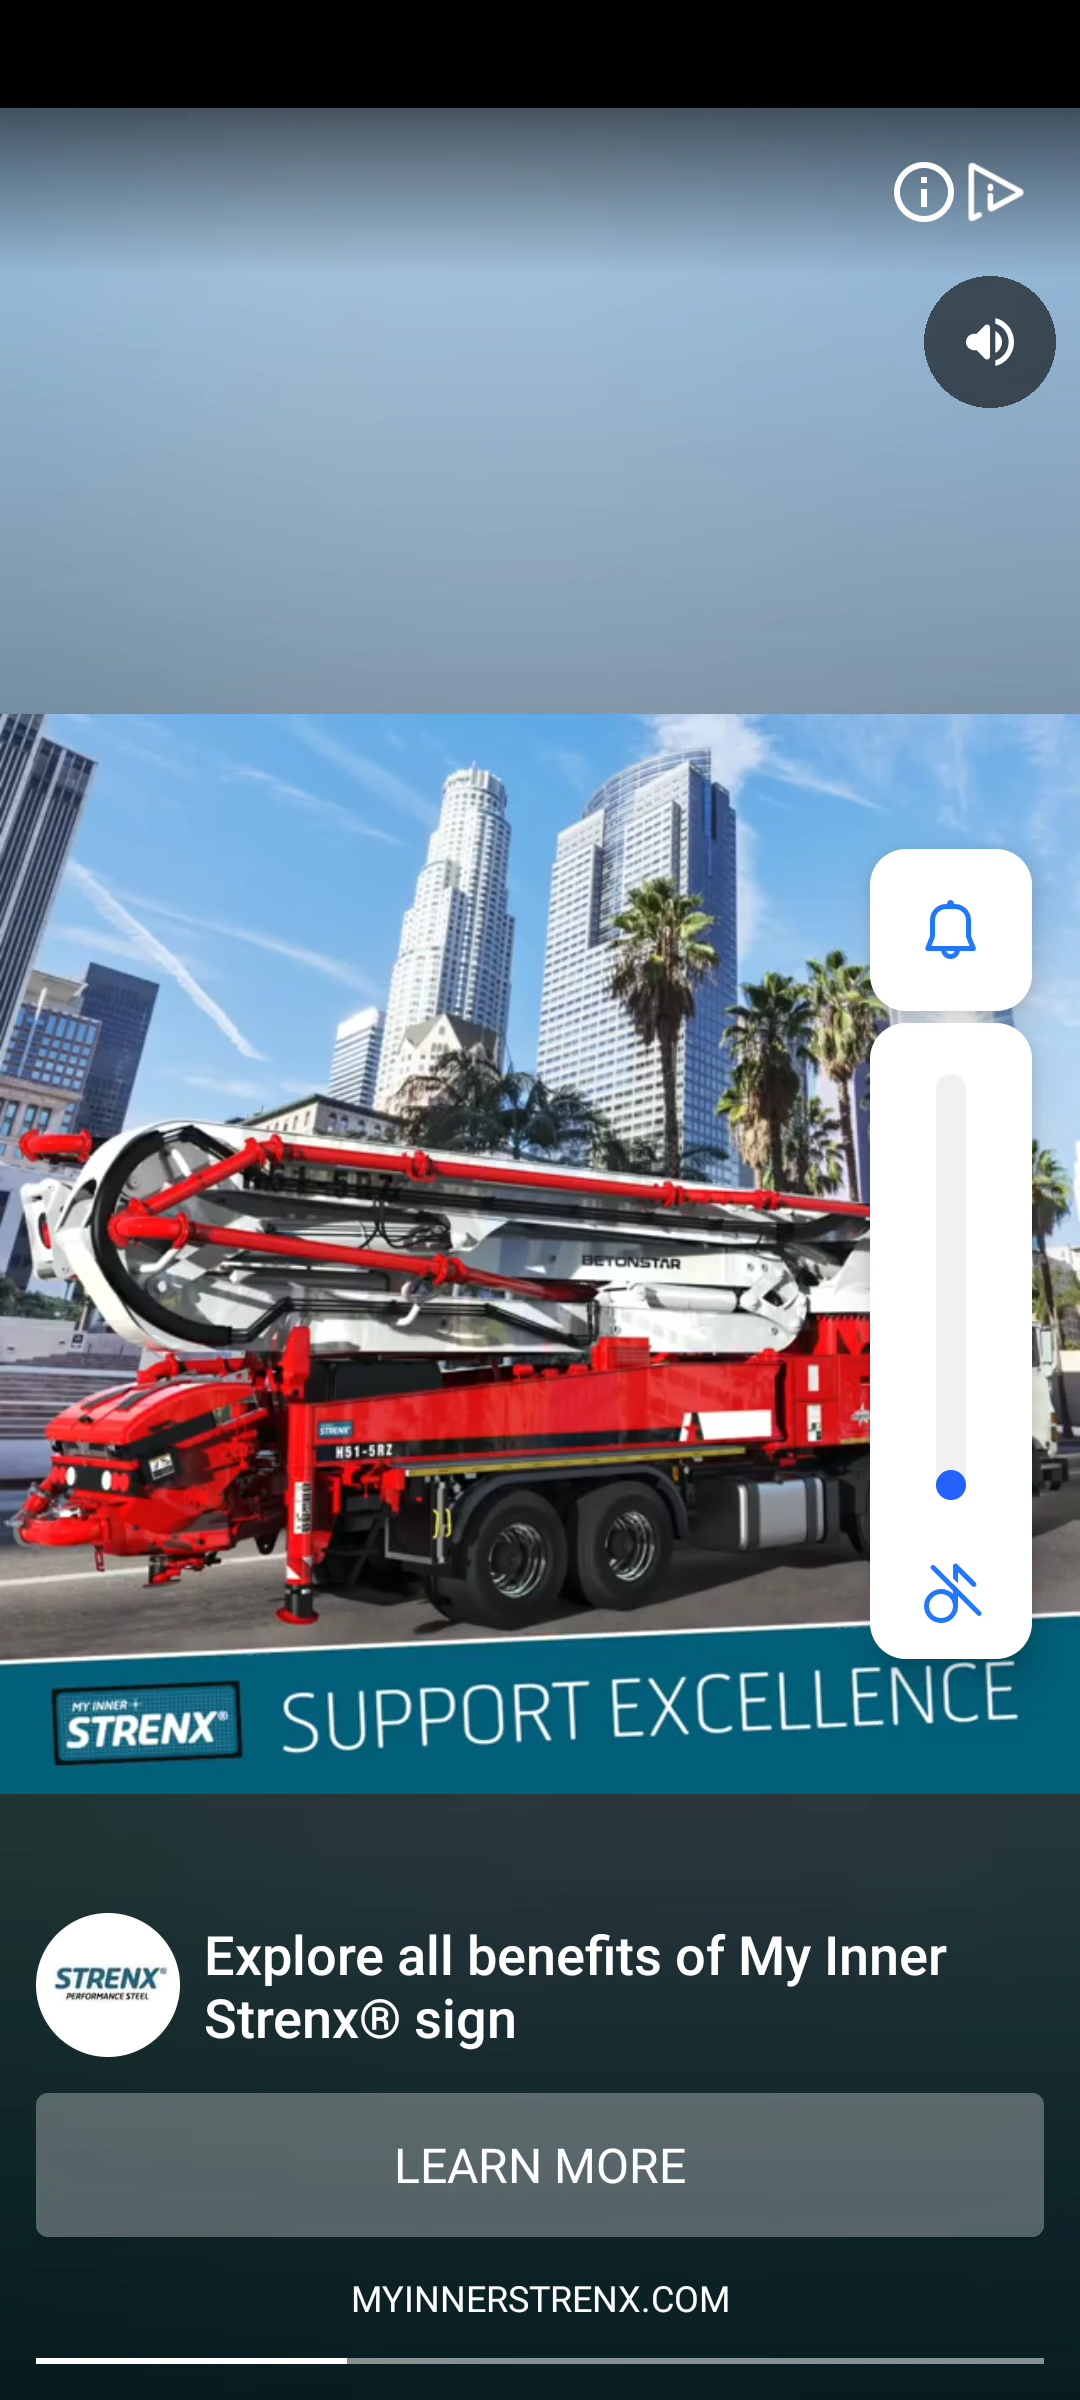 BETONSTAR
STRENX
H51-5RZ
MY INNER
STRENX®
SUPPORT EXCELLENCE
STRENX®
PERFORMANCE STEEL
Explore all benefits of My Inner
Strenx® sign
LEARN MORE
MYINNERSTRENX.COM